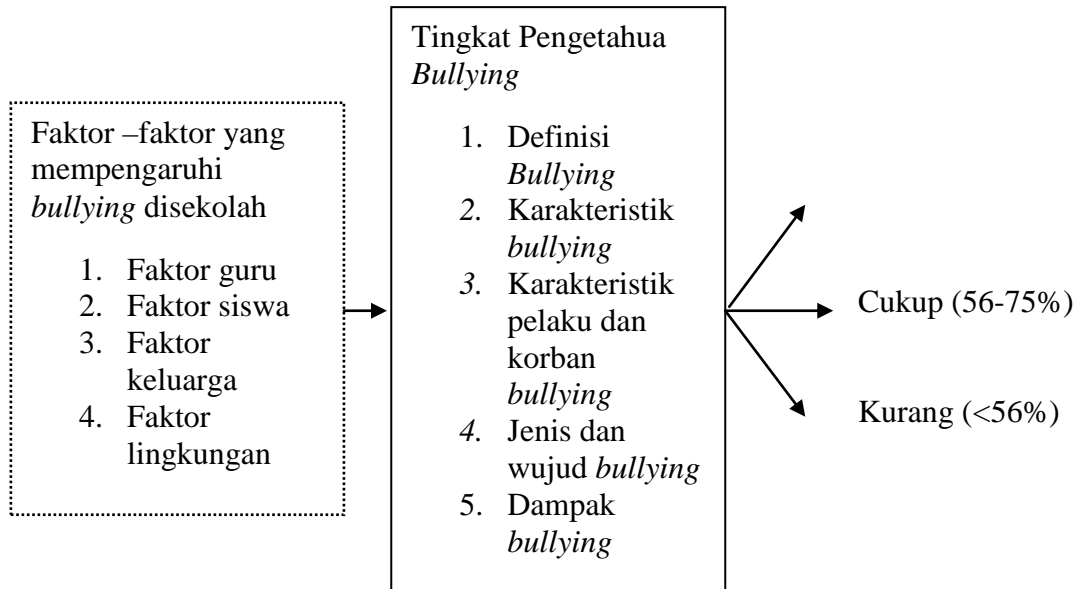 Faktor –faktor yang
mempengaruhi
bullying disekolah
1. Faktor guru
2. Faktor siswa
3. Faktor
keluarga
4. Faktor
lingkungan
Tingkat Pengetahua
Bullying
1. Definisi
Bullying
2. Karakteristik
bullying
3. Karakteristik
pelaku dan
korban
bullying
4. Jenis dan
wujud bullying
5. Dampak
bullying
Cukup (56-75%)
Kurang (<56%)